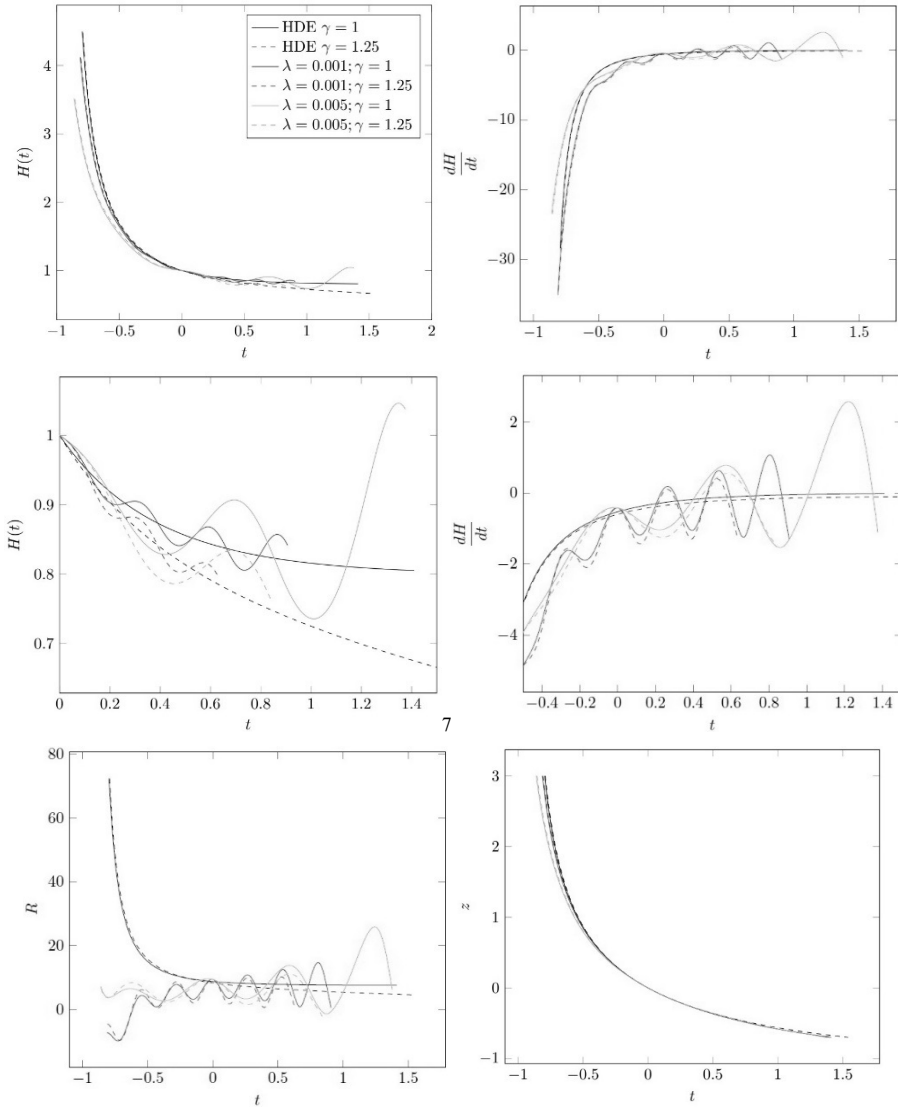 HDE γ = 1
HDE γ = 1.25
λ = 0.001; γ = 1
λ = 0.001; γ = 1.25
λ = 0.005; γ = 1
λ = 0.005; γ = 1.25
H(t)
4
3
2
1
−1 −0.5 0 0.5 1 1.5 2
t
dH
dt
0
−10
−20
−30
−1 −0.5 0 0.5 1 1.5
t
H(t)
1
0.9
0.8
0.7
0 0.2 0.4 0.6 0.8 1 1.2 1.4
t
dH
dt
2
0
−2
−4
−0.4 −0.2 0 0.2 0.4 0.6 0.8 1 1.2 1.4
t
7
R
80
60
40
20
0
−1 −0.5 0 0.5 1 1.5
t
z
3
2
1
0
−1
−1 −0.5 0 0.5 1 1.5
t